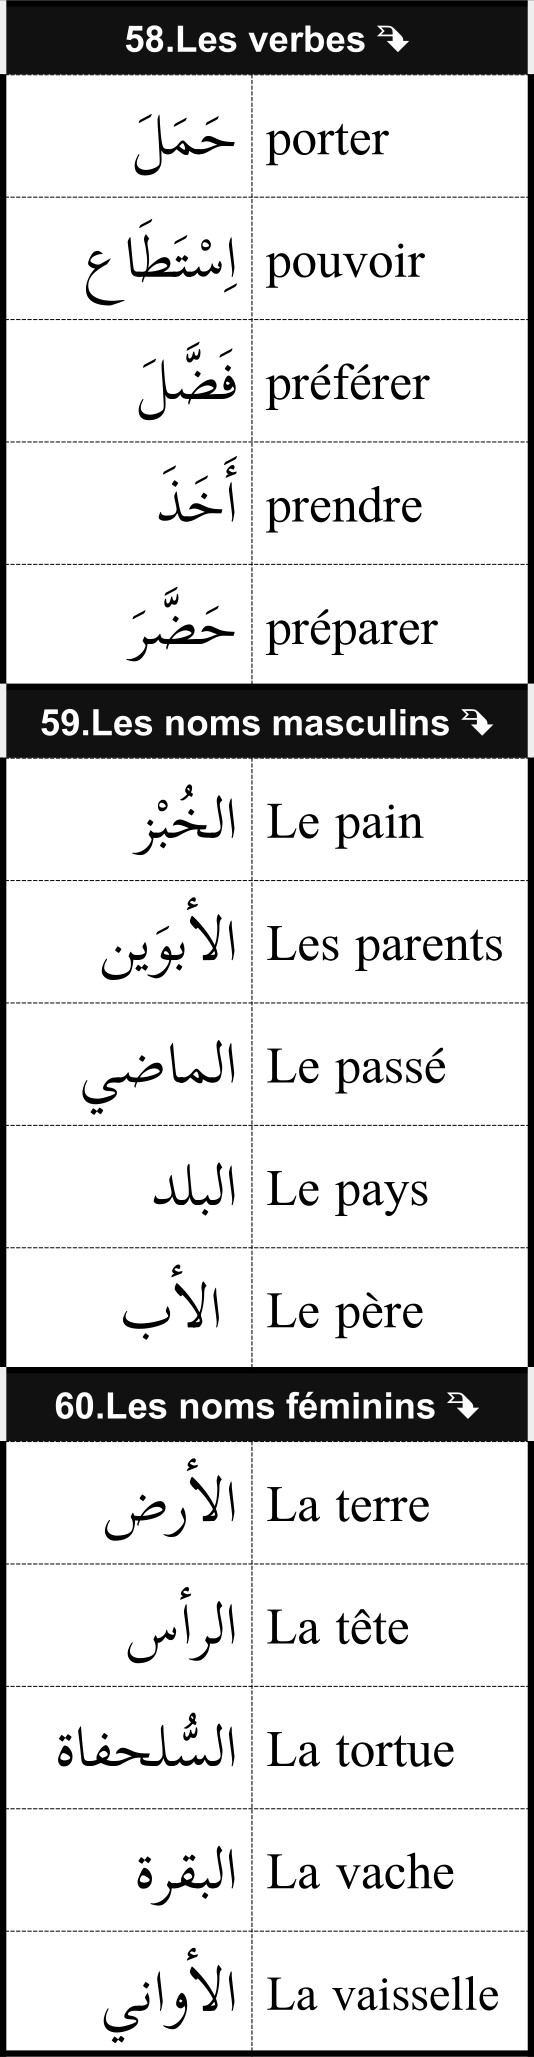 58.Les verbes
حَمَلَ porter
اِسْتَطَاع pouvoir
فَضَّلَ préférer
أَخَذَ prendre
حَضَّرَ préparer
59.Les noms masculins
الخُبْز Le pain
الأبوَين Les parents
الماضي Le passé
البلد Le pays
الأب Le père
60.Les noms féminins
الأرض La terre
الرأس La tête
السُّلحفاة La tortue
البقرة La vache
الأواني La vaisselle